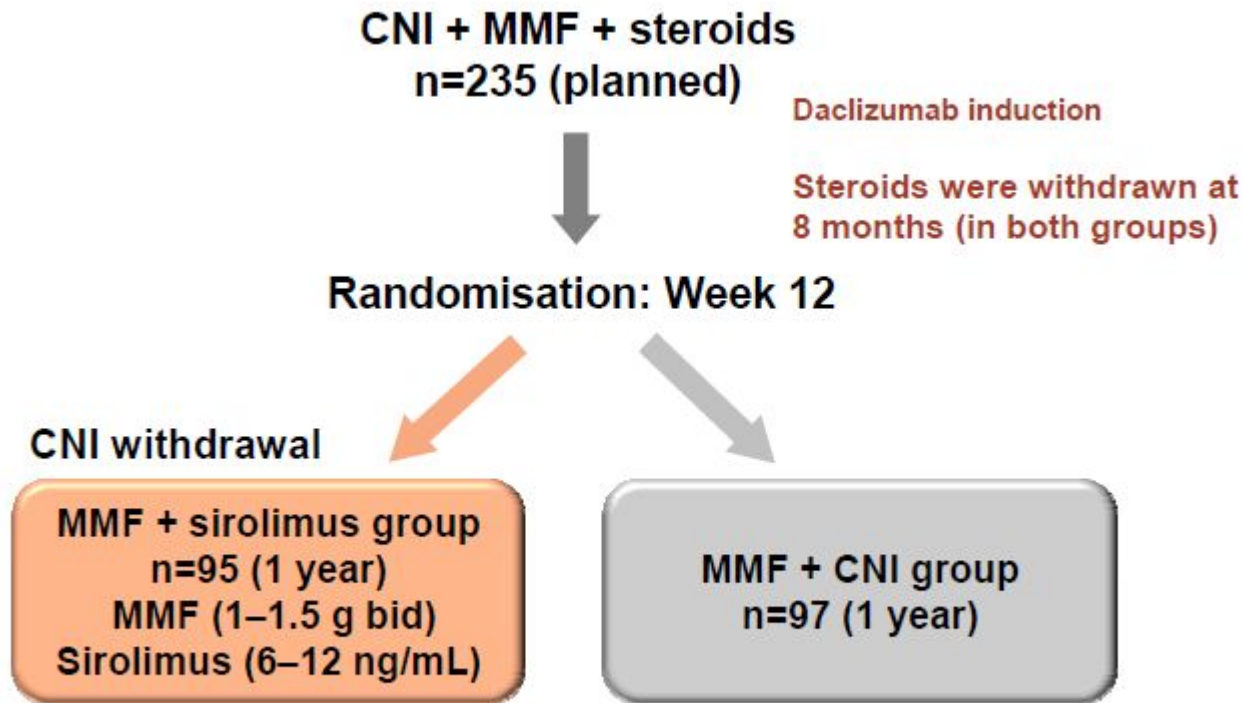 CNI + MMF + steroids
n=235 (planned)
Daclizumab induction
Steroids were withdrawn at
8 months (in both groups)
Randomisation: Week 12
CNI withdrawal
MMF + sirolimus group
n=95 (1 year)
MMF (1–1.5 g bid)
Sirolimus (6–12 ng/mL)
MMF + CNI group
n=97 (1 year)